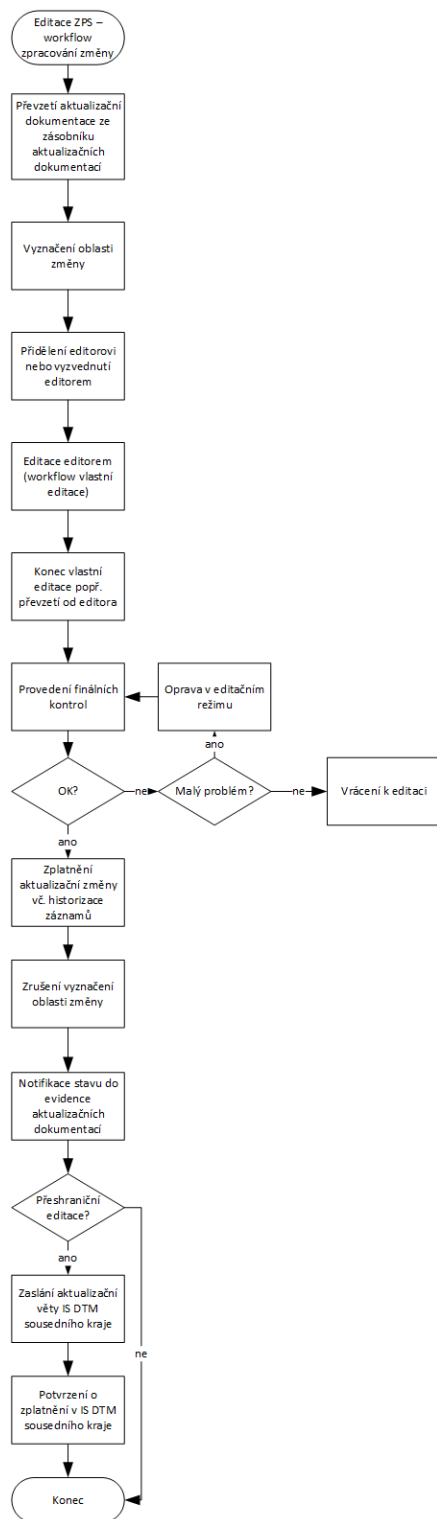 Editace ZPS –
workflow
zpracování změny
Převzetí aktualizační
dokumentace ze
zásobníku
aktualizačních
dokumentací
Vyznačení oblasti
změny
Přidělení editorovi
nebo vyzvednutí
editorem
Editace editorem
(workflow vlastní
editace)
Konec vlastní
editace popř.
převzetí od editora
Provedení finálních
kontrol
Oprava v editačním
režimu
ano
OK?
ne
Malý problém?
ne
Vrácení k editaci
ano
Zplatnění
aktualizační změny
vč. historizace
záznamů
Zrušení vyznačení
oblasti změny
Notifikace stavu do
evidence
aktualizačních
dokumentací
Přeshraniční
editace?
ano
Zaslání aktualizační
věty IS DTM
sousedního kraje
ne
Potvrzení o
zplatnění v IS DTM
sousedního kraje
Konec